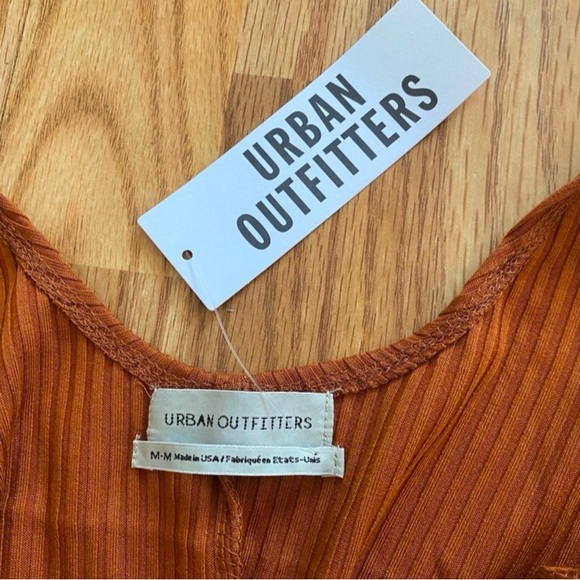 URBAN
OUTFITTERS
URBAN OUTFITTERS
M-M Made in USA / Fabriqué en Etats-Unis